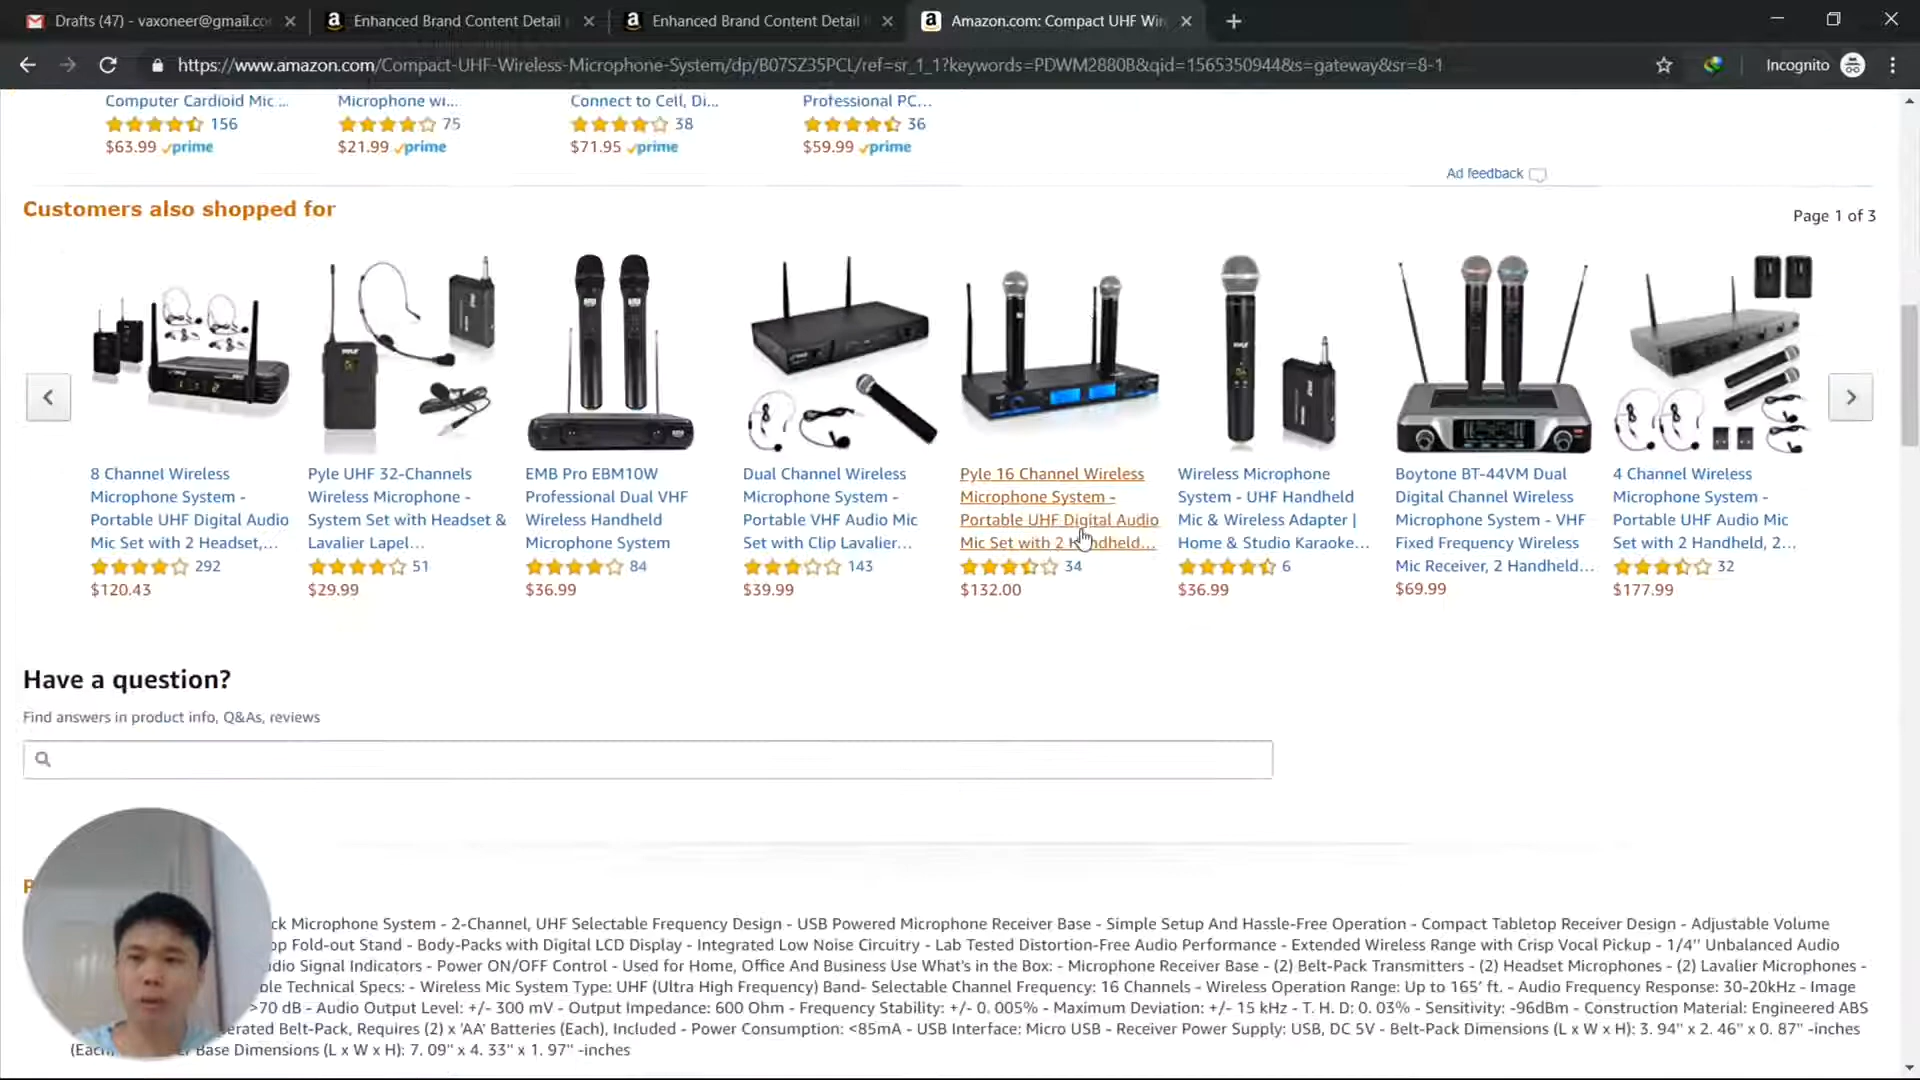 Drafts (47) - vaxoneer@gmail.co
Enhanced Brand Content Detail
Enhanced Brand Content Detail
Amazon.com: Compact UHF Wir
https://www.amazon.com/Compact-UHF-Wireless-Microphone-System/dp/B07SZ35PCL/ref=sr_1_1?keywords=PDWM2880B&qid=1565350944&s=gateway&sr=8-1
Incognito
Computer Cardioid Mic ...
156
$63.99 prime
Microphone wi...
75
$21.99 prime
Connect to Cell, Di...
38
$71.95 prime
Professional PC...
36
$59.99 prime
Ad feedback
Customers also shopped for
Page 1 of 3
8 Channel Wireless
Microphone System -
Portable UHF Digital Audio
Mic Set with 2 Headset,...
292
$120.43
Pyle UHF 32-Channels
Wireless Microphone -
System Set with Headset &
Lavalier Lapel...
51
$29.99
EMB Pro EBM10W
Professional Dual VHF
Wireless Handheld
Microphone System
84
$36.99
Dual Channel Wireless
Microphone System -
Portable VHF Audio Mic
Set with Clip Lavalier...
143
$39.99
Pyle 16 Channel Wireless
Microphone System -
Portable UHF Digital Audio
Mic Set with 2 Handheld...
34
$132.00
Wireless Microphone
System - UHF Handheld
Mic & Wireless Adapter |
Home & Studio Karaoke...
6
$36.99
Boytone BT-44VM Dual
Digital Channel Wireless
Microphone System - VHF
Fixed Frequency Wireless
Mic Receiver, 2 Handheld...
$69.99
4 Channel Wireless
Microphone System -
Portable UHF Audio Mic
Set with 2 Handheld, 2...
32
$177.99
Have a question?
Find answers in product info, Q&As, reviews
ck Microphone System - 2-Channel, UHF Selectable Frequency Design - USB Powered Microphone Receiver Base - Simple Setup And Hassle-Free Operation - Compact Tabletop Receiver Design - Adjustable Volume
op Fold-out Stand - Body-Packs with Digital LCD Display - Integrated Low Noise Circuitry - Lab Tested Distortion-Free Audio Performance - Extended Wireless Range with Crisp Vocal Pickup - 1/4'' Unbalanced Audio
dio Signal Indicators - Power ON/OFF Control - Used for Home, Office And Business Use What's in the Box: - Microphone Receiver Base - (2) Belt-Pack Transmitters - (2) Headset Microphones - (2) Lavalier Microphones -
ble Technical Specs: - Wireless Mic System Type: UHF (Ultra High Frequency) Band- Selectable Channel Frequency: 16 Channels - Wireless Operation Range: Up to 165' ft. - Audio Frequency Response: 30-20kHz - Image
>70 dB - Audio Output Level: +/- 300 mV - Output Impedance: 600 Ohm - Frequency Stability: +/- 0. 005% - Maximum Deviation: +/- 15 kHz - T. H. D: 0. 03% - Sensitivity: -96dBm - Construction Material: Engineered ABS
erated Belt-Pack, Requires (2) x 'AA' Batteries (Each), Included - Power Consumption: <85mA - USB Interface: Micro USB - Receiver Power Supply: USB, DC 5V - Belt-Pack Dimensions (L x W x H): 3. 94'' x 2. 46'' x 0. 87'' -inches
(Each) Base Dimensions (L x W x H): 7. 09'' x 4. 33'' x 1. 97'' -inches